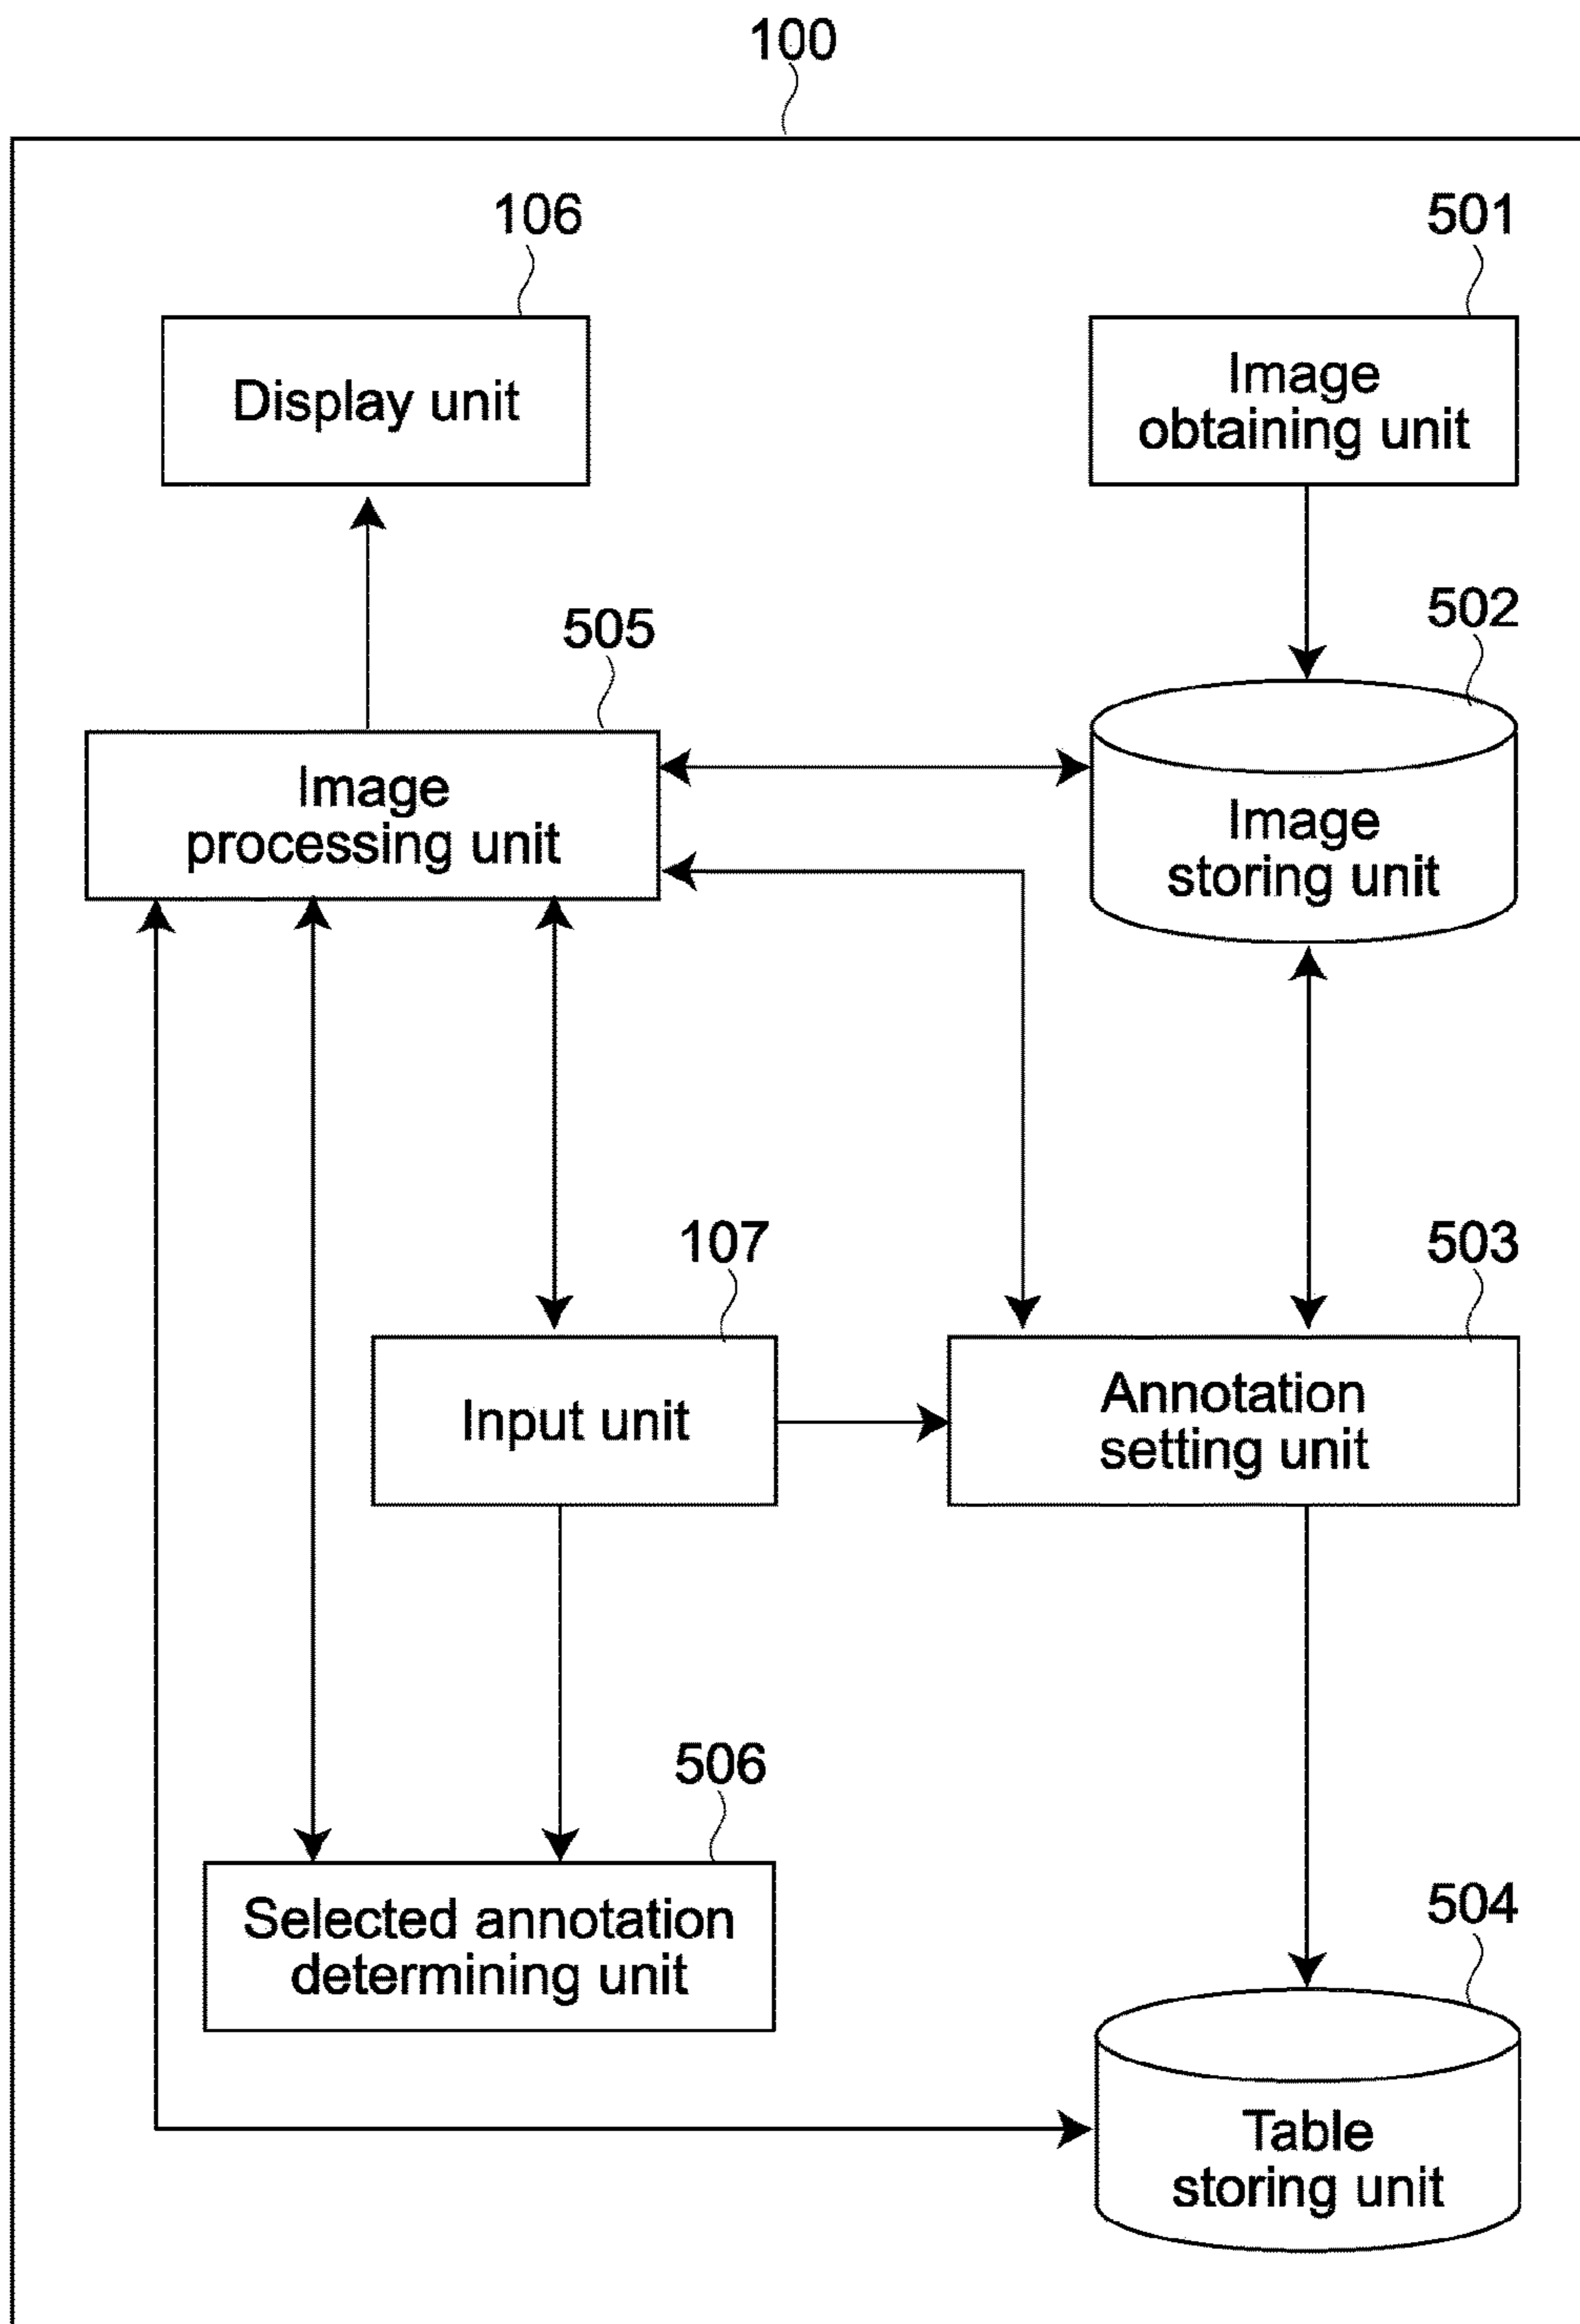 100
106
501
Display unit
Image
obtaining unit
505
502
Image
processing unit
Image
storing unit
107
503
Input unit
Annotation
setting unit
506
504
Selected annotation
determining unit
Table
storing unit